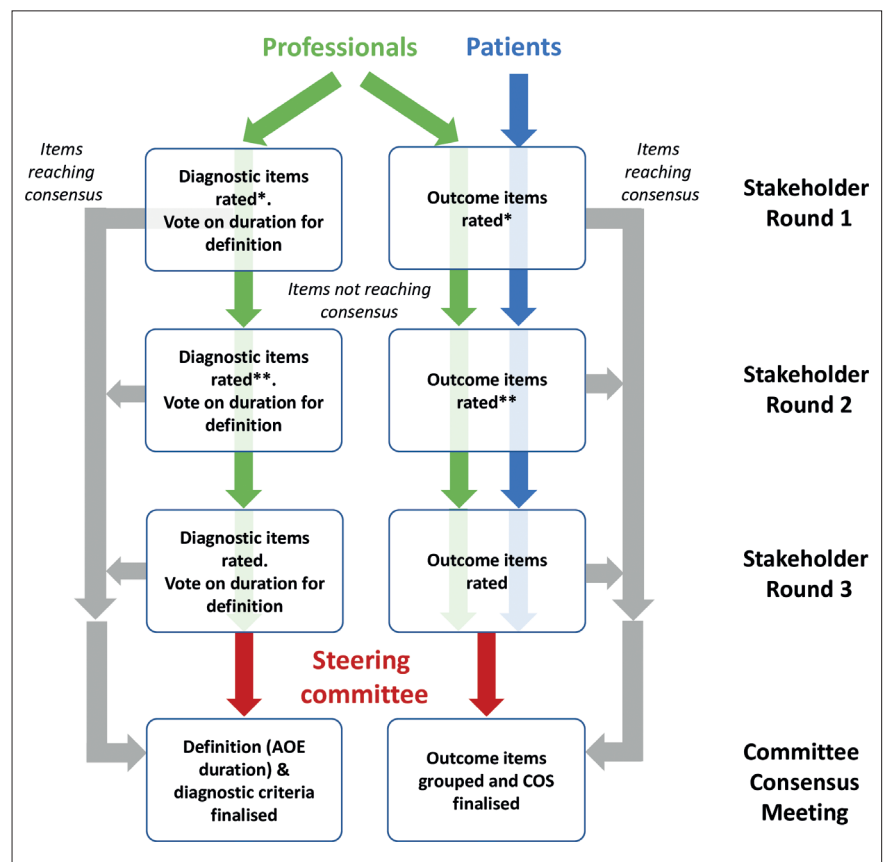 Professionals
Patients
Items
reaching
consensus
Diagnostic items
rated*.
Vote on duration for
definition
Outcome items
rated*
Items
reaching
consensus
Stakeholder
Round 1
Items not reaching
consensus
Diagnostic items
rated**.
Vote on duration for
definition
Outcome items
rated**
Stakeholder
Round 2
Diagnostic items
rated.
Vote on duration for
definition
Outcome items
rated
Stakeholder
Round 3
Steering
committee
Definition (AOE
duration) &
diagnostic criteria
finalised
Outcome items
grouped and COS
finalised
Committee
Consensus
Meeting